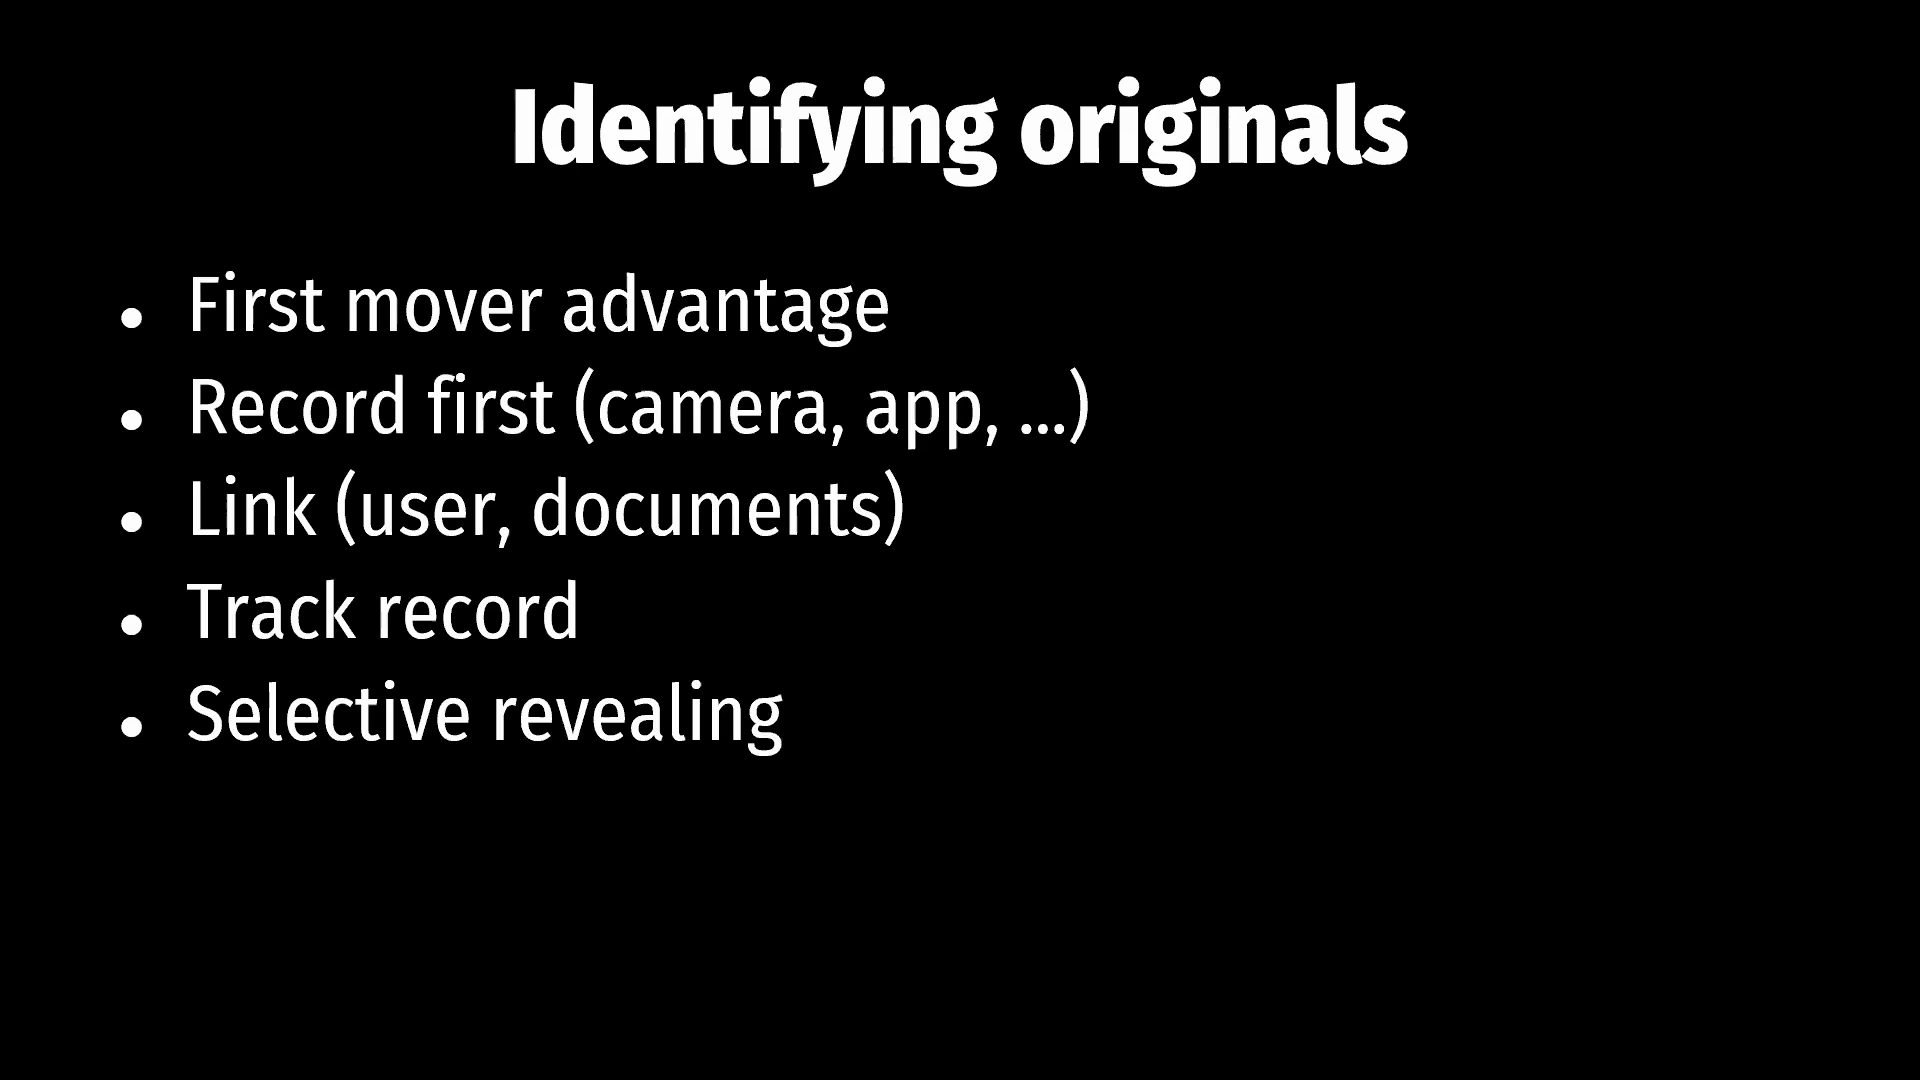 Identifying originals
• First mover advantage
• Record first (camera, app, ...)
• Link (user, documents)
• Track record
• Selective revealing